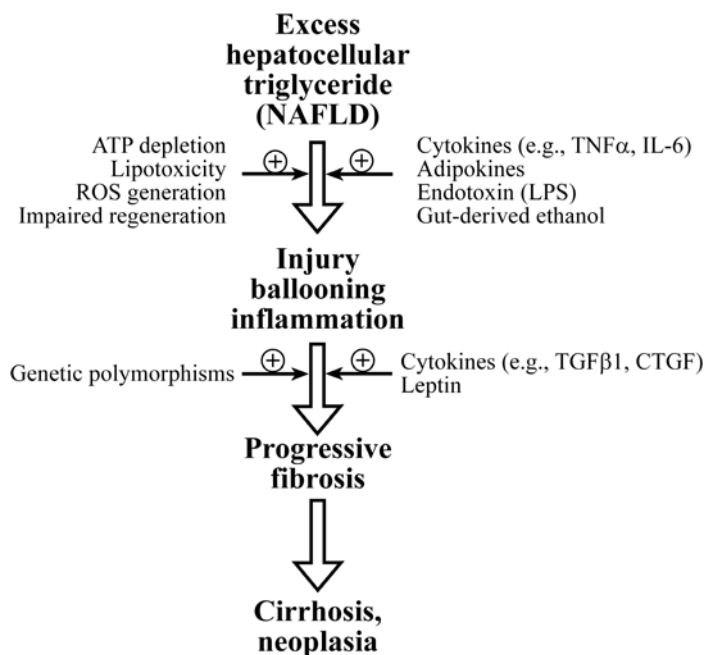 Excess
hepatocellular
triglyceride
(NAFLD)
ATP depletion
Lipotoxicity
ROS generation
Impaired regeneration
+
+
Cytokines (e.g., TNFα, IL-6)
Adipokines
Endotoxin (LPS)
Gut-derived ethanol
Injury
ballooning
inflammation
Genetic polymorphisms
+
+
Cytokines (e.g., TGFβ1, CTGF)
Leptin
Progressive
fibrosis
Cirrhosis,
neoplasia